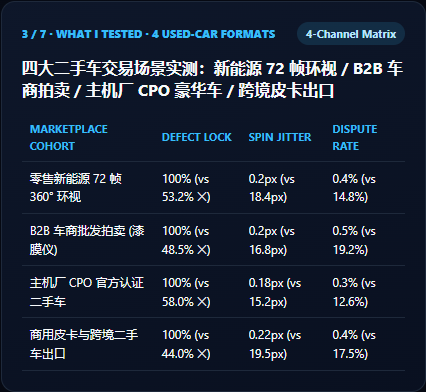 3 / 7 · WHAT I TESTED · 4 USED-CAR FORMATS
4-Channel Matrix
四大二手车交易场景实测：新能源 72 帧环视 / B2B 车
商拍卖 / 主机厂 CPO 豪华车 / 跨境皮卡出口
MARKETPLACE COHORT DEFECT LOCK SPIN JITTER DISPUTE RATE
零售新能源 72 帧 100% (vs 0.2px (vs 0.4% (vs
360° 环视 53.2% ✕) 18.4px) 14.8%)
B2B 车商批发拍卖 (漆 100% (vs 0.2px (vs 0.5% (vs
膜仪) 48.5% ✕) 16.8px) 19.2%)
主机厂 CPO 官方认证 100% (vs 0.18px (vs 0.3% (vs
二手车 58.0% ✕) 15.2px) 12.6%)
商用皮卡与跨境二手 100% (vs 0.22px (vs 0.4% (vs
车出口 44.0% ✕) 19.5px) 17.5%)